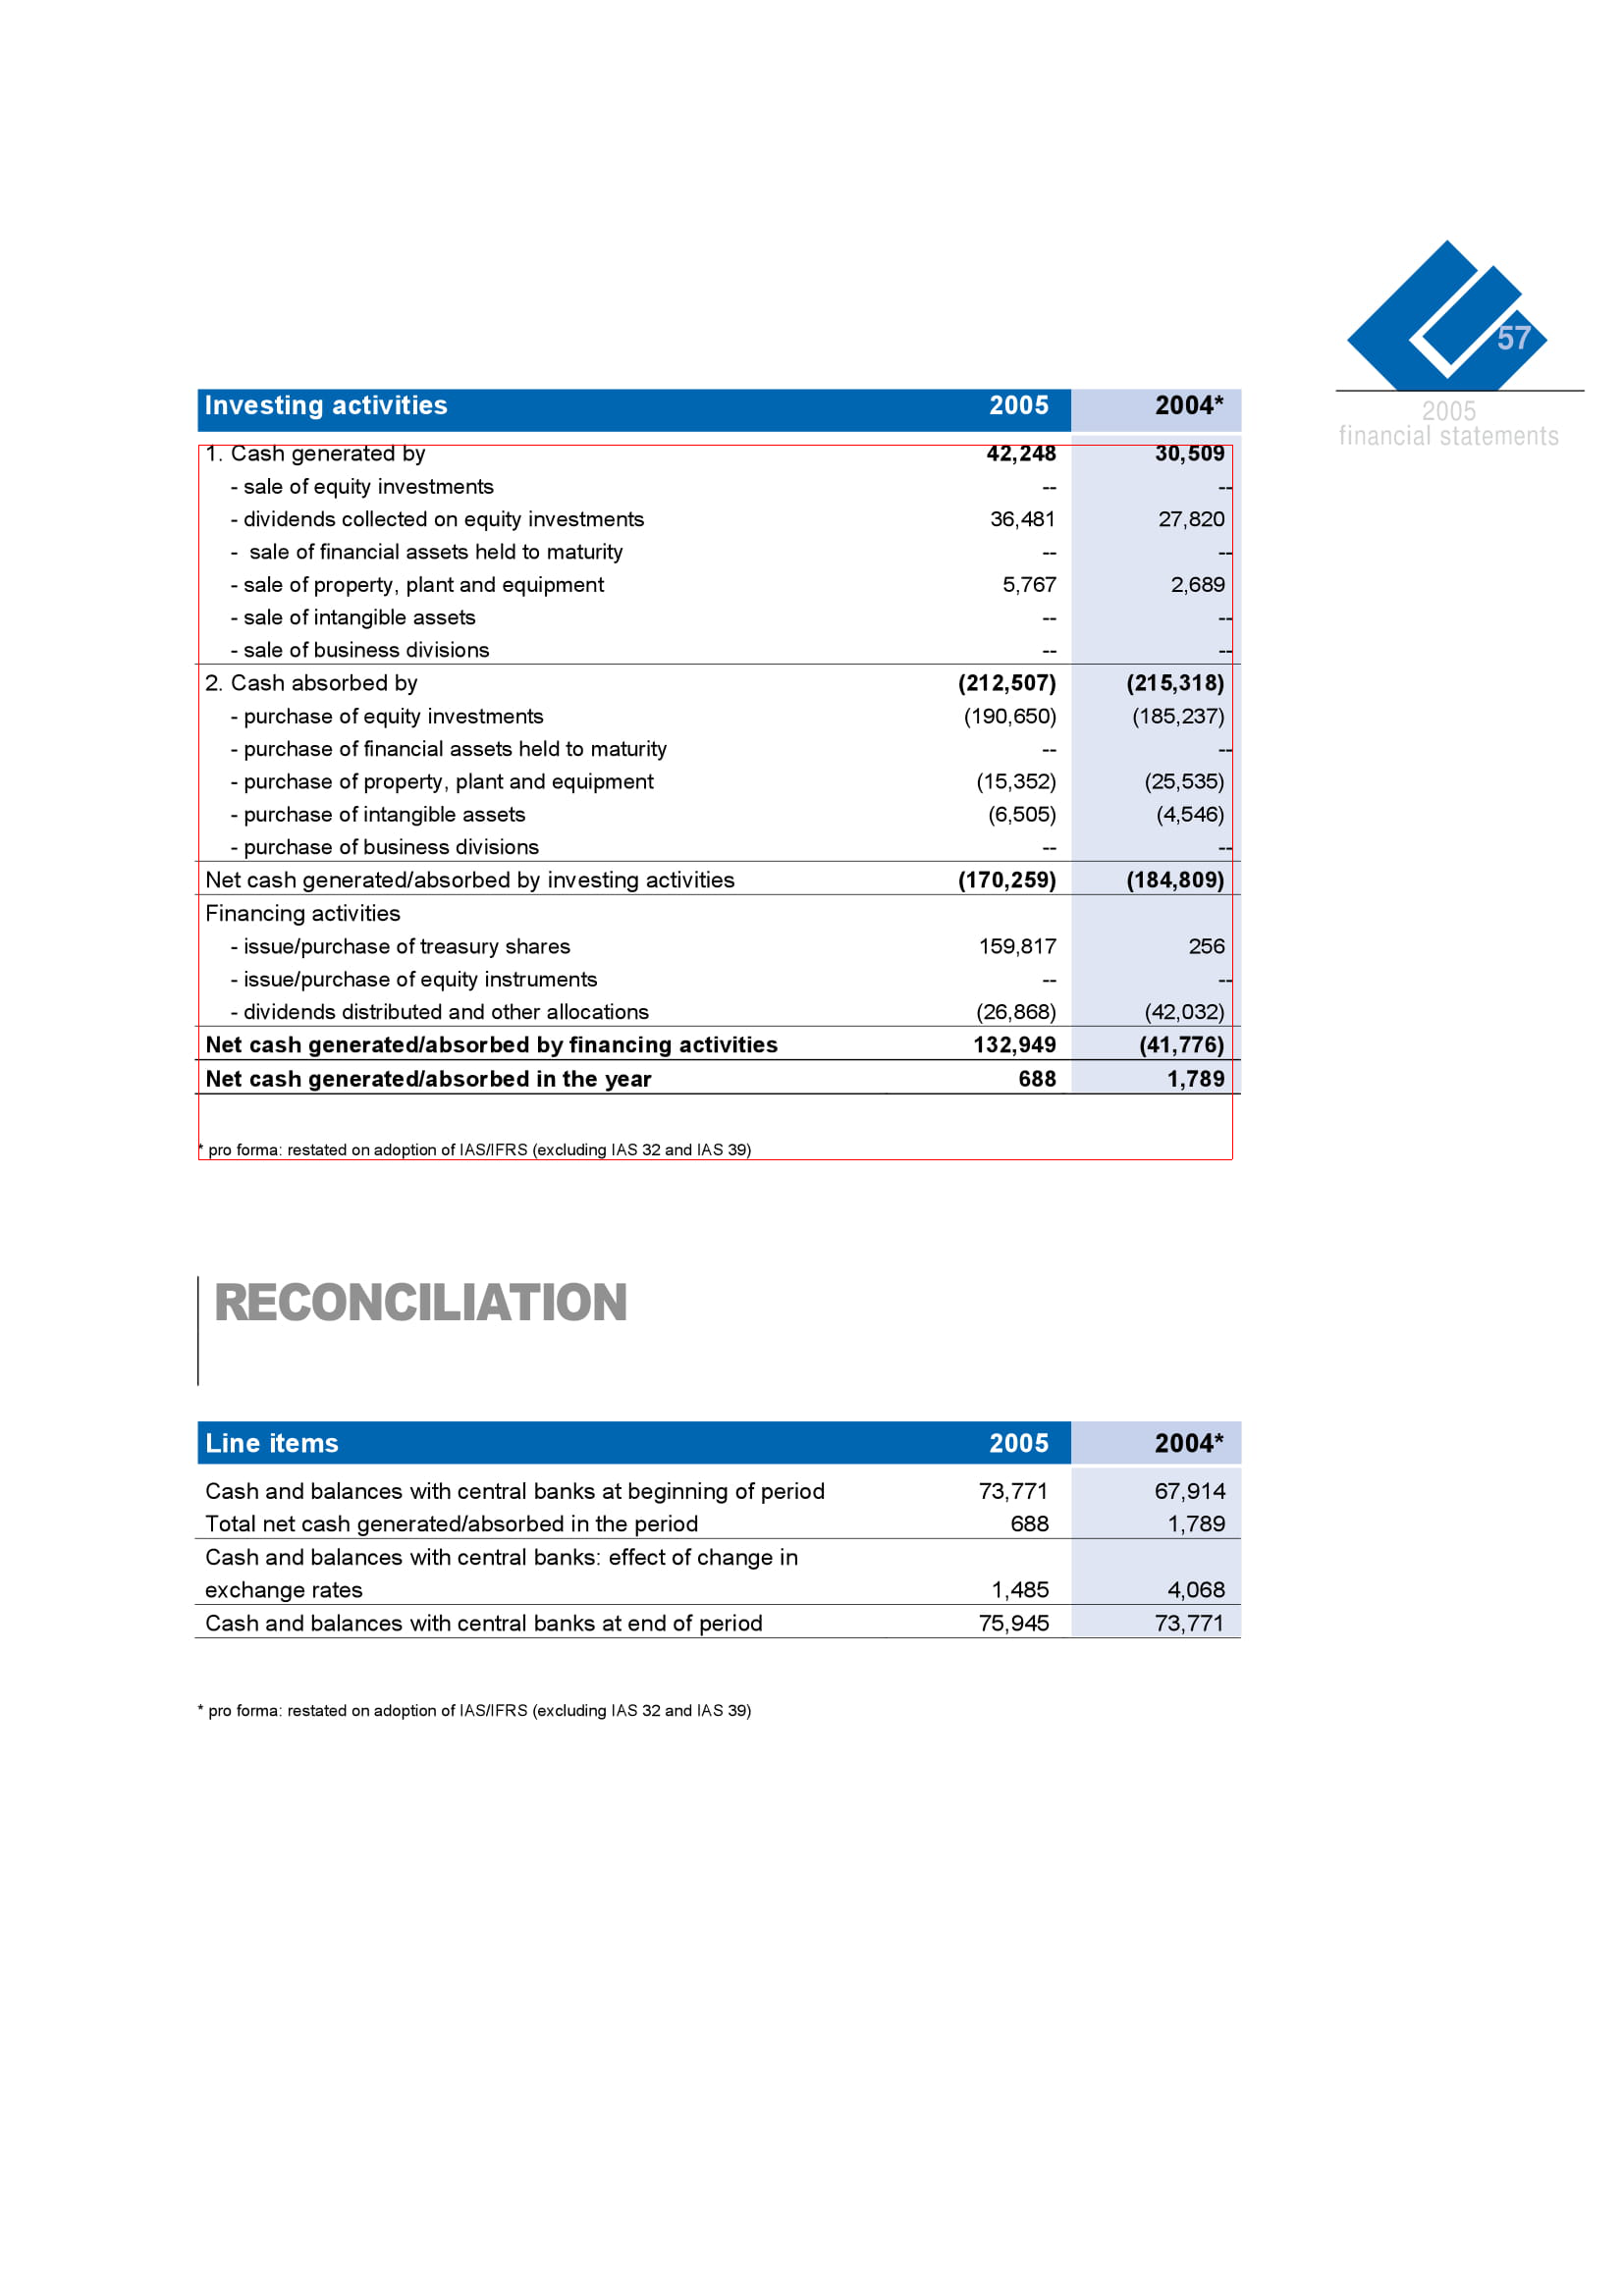 57
2005
financial statements
Investing activities 2005 2004*
1. Cash generated by 42,248 30,509
- sale of equity investments -- --
- dividends collected on equity investments 36,481 27,820
- sale of financial assets held to maturity -- --
- sale of property, plant and equipment 5,767 2,689
- sale of intangible assets -- --
- sale of business divisions -- --
2. Cash absorbed by (212,507) (215,318)
- purchase of equity investments (190,650) (185,237)
- purchase of financial assets held to maturity -- --
- purchase of property, plant and equipment (15,352) (25,535)
- purchase of intangible assets (6,505) (4,546)
- purchase of business divisions -- --
Net cash generated/absorbed by investing activities (170,259) (184,809)
Financing activities
- issue/purchase of treasury shares 159,817 256
- issue/purchase of equity instruments -- --
- dividends distributed and other allocations (26,868) (42,032)
Net cash generated/absorbed by financing activities 132,949 (41,776)
Net cash generated/absorbed in the year 688 1,789
* pro forma: restated on adoption of IAS/IFRS (excluding IAS 32 and IAS 39)
RECONCILIATION
Line items 2005 2004*
Cash and balances with central banks at beginning of period 73,771 67,914
Total net cash generated/absorbed in the period 688 1,789
Cash and balances with central banks: effect of change in
exchange rates 1,485 4,068
Cash and balances with central banks at end of period 75,945 73,771
* pro forma: restated on adoption of IAS/IFRS (excluding IAS 32 and IAS 39)